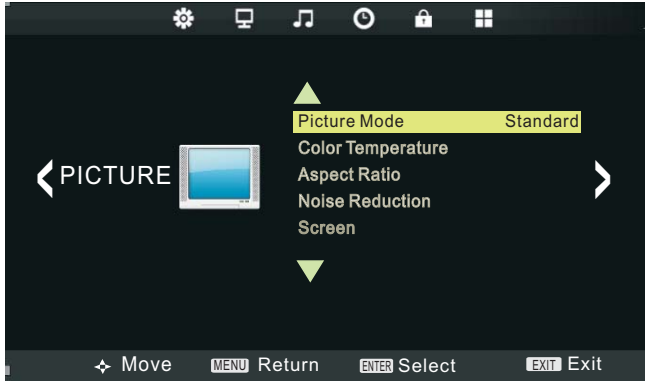 Picture Mode Standard
Color Temperature
PICTURE
Aspect Ratio
Noise Reduction
Screen
Move MENU Return ENTER Select EXIT Exit